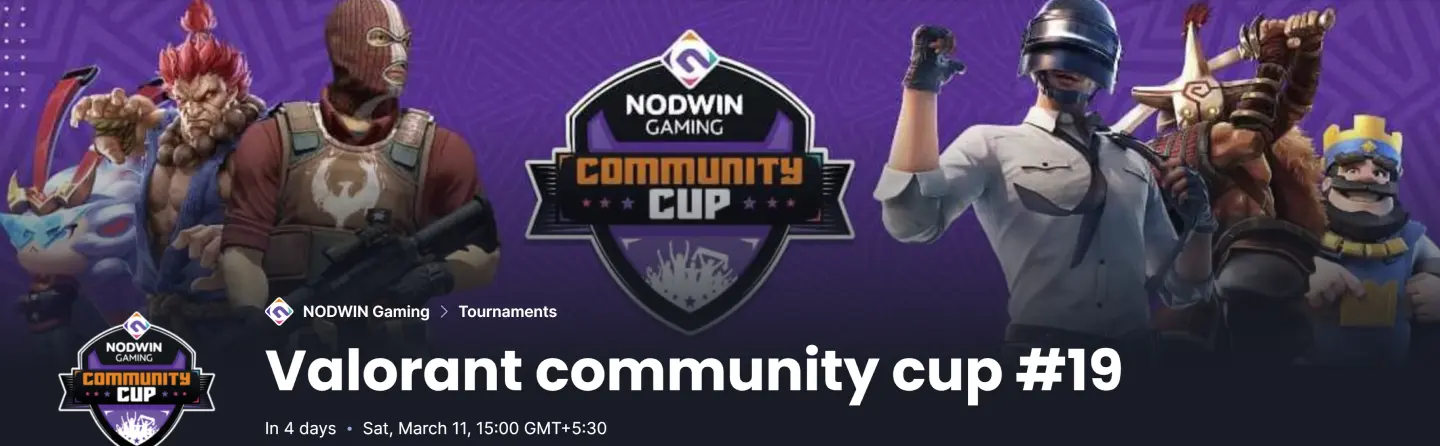 NODWIN
GAMING
COMMUNITY
CUP
NODWIN Gaming > Tournaments
NODWIN
GAMING
COMMUNITY
CUP
Valorant community cup #19
In 4 days • Sat, March 11, 15:00 GMT+5:30